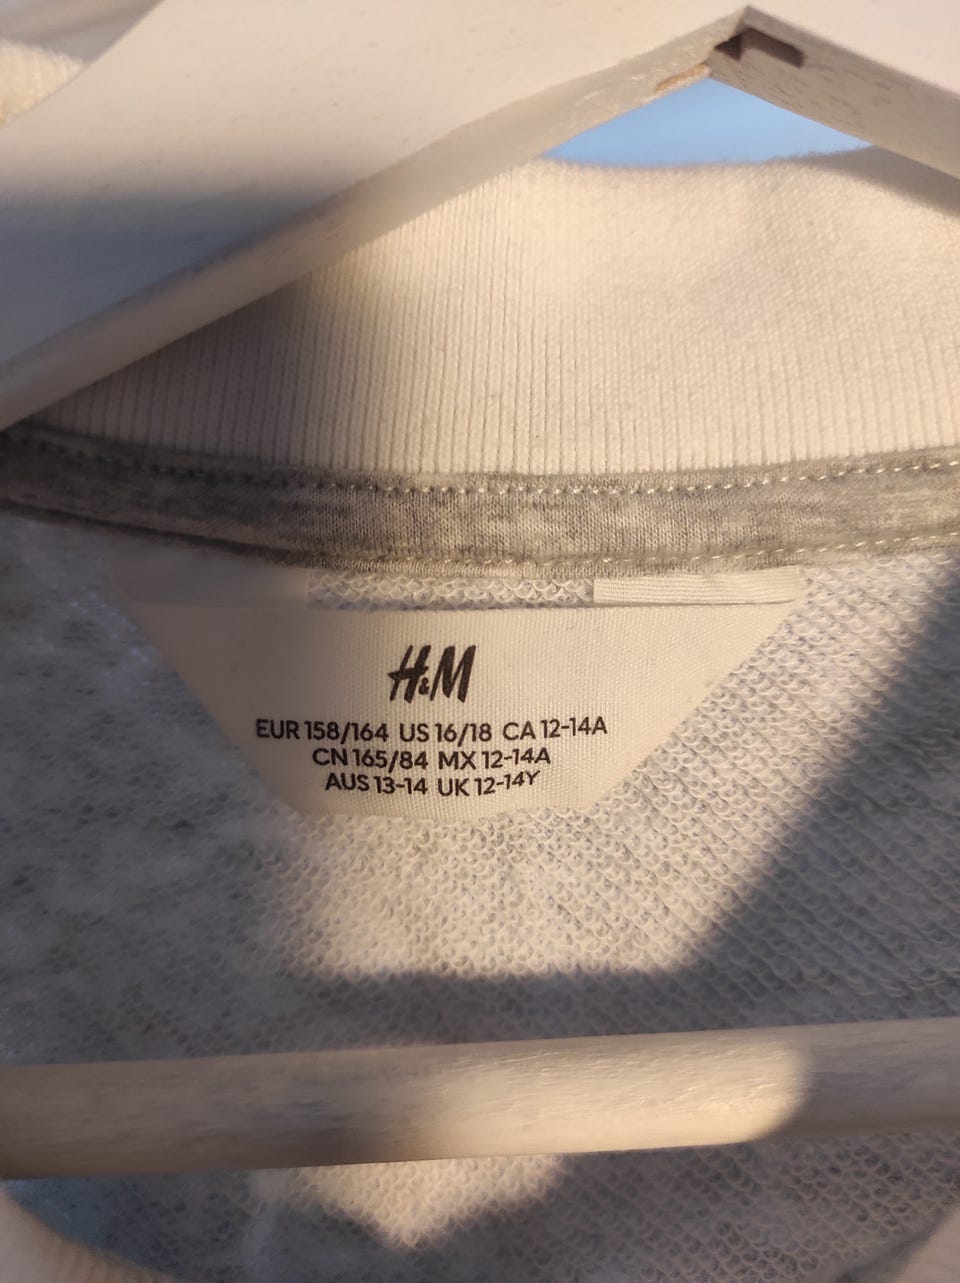 H&M
EUR 158/164 US 16/18 CA 12-14A
CN 165/84 MX 12-14A
AUS 13-14 UK 12-14Y